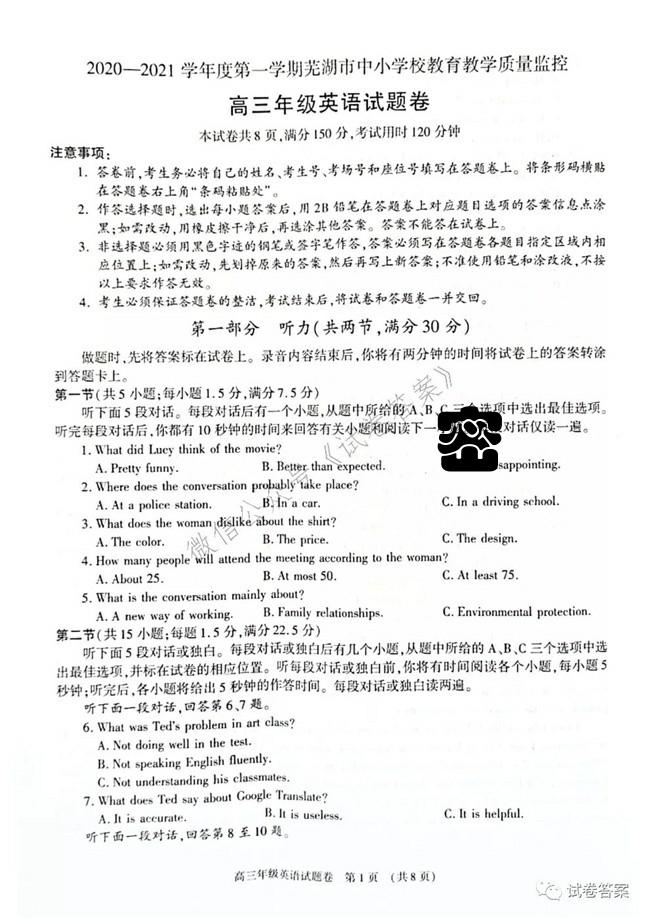 2020—2021 学年度第一学期芜湖市中小学校教育教学质量监控
高三年级英语试题卷
本试卷共8页,满分150分,考试用时120分钟
注意事项:
1. 答卷前,考生务必将自己的姓名、考生号、考场号和座位号填写在答题卷上。将条形码横贴
在答题卷右上角“条码粘贴处”。
2. 作答选择题时,选出每小题答案后,用2B铅笔在答题卷上对应题目选项的答案信息点涂
黑;如需改动,用橡皮擦干净后,再选涂其他答案。答案不能答在试卷上。
3. 非选择题必须用黑色字迹的钢笔或签字笔作答,答案必须写在答题卷各题目指定区域内相
应位置上;如需改动,先划掉原来的答案,然后再写上新答案;不准使用铅笔和涂改液,不按
以上要求作答无效。
4. 考生必须保证答题卷的整洁,考试结束后,将试卷和答题卷一并交回。
第一部分 听力(共两节,满分30分)
做题时,先将答案标在试卷上。录音内容结束后,你将有两分钟的时间将试卷上的答案转涂
到答题卡上。
第一节(共5小题;每小题1.5分,满分7.5分)
听下面5段对话。每段对话后有一个小题,从题中所给的A、B、C三个选项中选出最佳选项。
听完每段对话后,你都有10秒钟的时间来回答有关小题和阅读下一 对话仅读一遍。
1. What did Lucy think of the movie?
A. Pretty funny. B. Better than expected. sappointing.
2. Where does the conversation probably take place?
A. At a police station. B. In a car. C. In a driving school.
3. What does the woman dislike about the shirt?
A. The color. B. The price. C. The design.
4. How many people will attend the meeting according to the woman?
A. About 25. B. At most 50. C. At least 75.
5. What is the conversation mainly about?
A. A new way of working. B. Family relationships. C. Environmental protection.
第二节(共15小题;每题1.5分,满分22.5分)
听下面5段对话或独白。每段对话或独白后有几个小题,从题中所给的A、B、C三个选项中选
出最佳选项,并标在试卷的相应位置。听每段对话或独白前,你将有时间阅读各个小题,每小题5
秒钟;听完后,各小题将给出5秒钟的作答时间。每段对话或独白读两遍。
听下面一段对话,回答第6、7题。
6. What was Ted's problem in art class?
A. Not doing well in the test.
B. Not speaking English fluently.
C. Not understanding his classmates.
7. What does Ted say about Google Translate?
A. It is accurate. B. It is useless. C. It is helpful.
听下面一段对话,回答第8至10题。
高三年级英语试题卷 第1页 (共8页)
微信公众号《试卷答案》
试卷答案